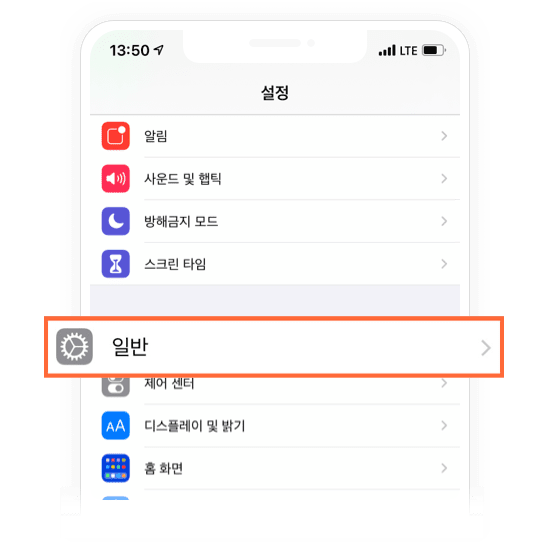 13:50 LTE
설정
알림
사운드 및 햅틱
방해금지 모드
스크린 타임
일반
제어 센터
AA 디스플레이 및 밝기
홈 화면